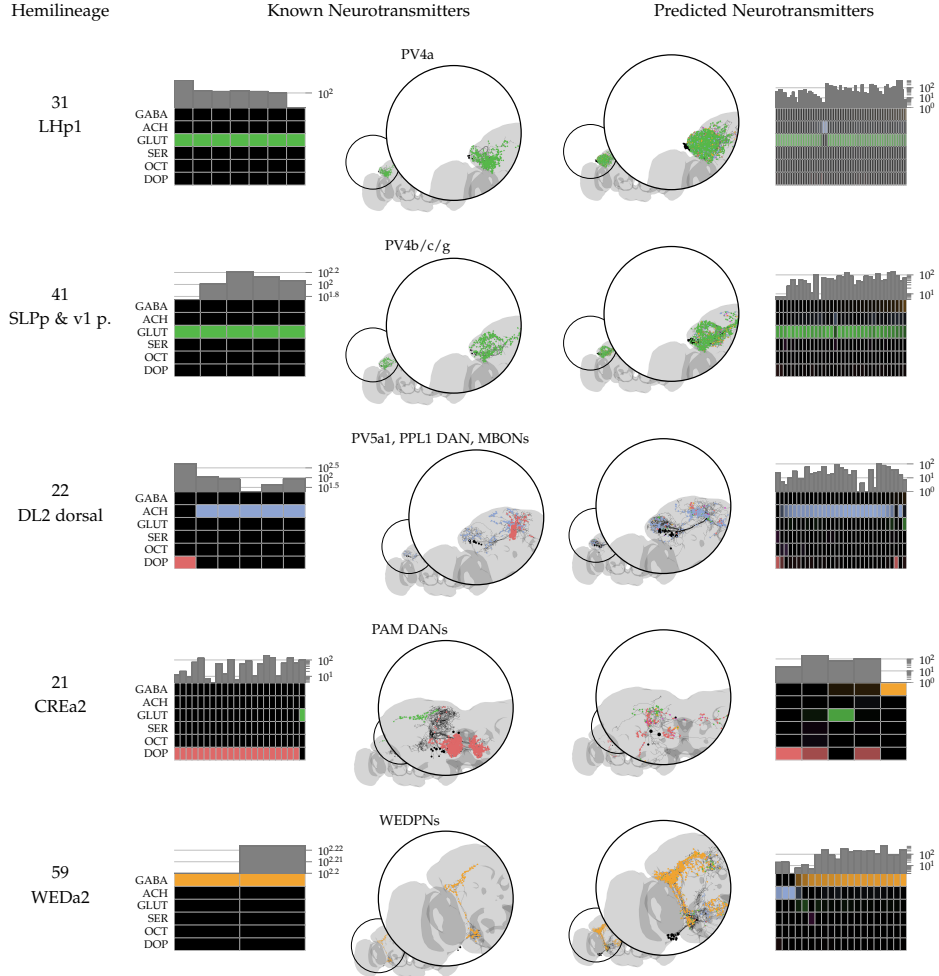 Hemilineage Known Neurotransmitters Predicted Neurotransmitters
PV4a
31
LHp1
GABA
ACH
GLUT
SER
OCT
DOP
10^2
10^2
10^1
10^0
PV4b/c/g
41
SLPp & v1 p.
GABA
ACH
GLUT
SER
OCT
DOP
10^2.2
10^2
10^1.8
10^2
10^1
PV5a1, PPL1 DAN, MBONs
22
DL2 dorsal
GABA
ACH
GLUT
SER
OCT
DOP
10^2.5
10^2
10^1.5
10^2
10^1
10^0
PAM DANs
21
CREa2
GABA
ACH
GLUT
SER
OCT
DOP
10^2
10^1
10^2
10^1
10^0
WEDPNs
59
WEDa2
GABA
ACH
GLUT
SER
OCT
DOP
10^2.22
10^2.21
10^2.2
10^2
10^1